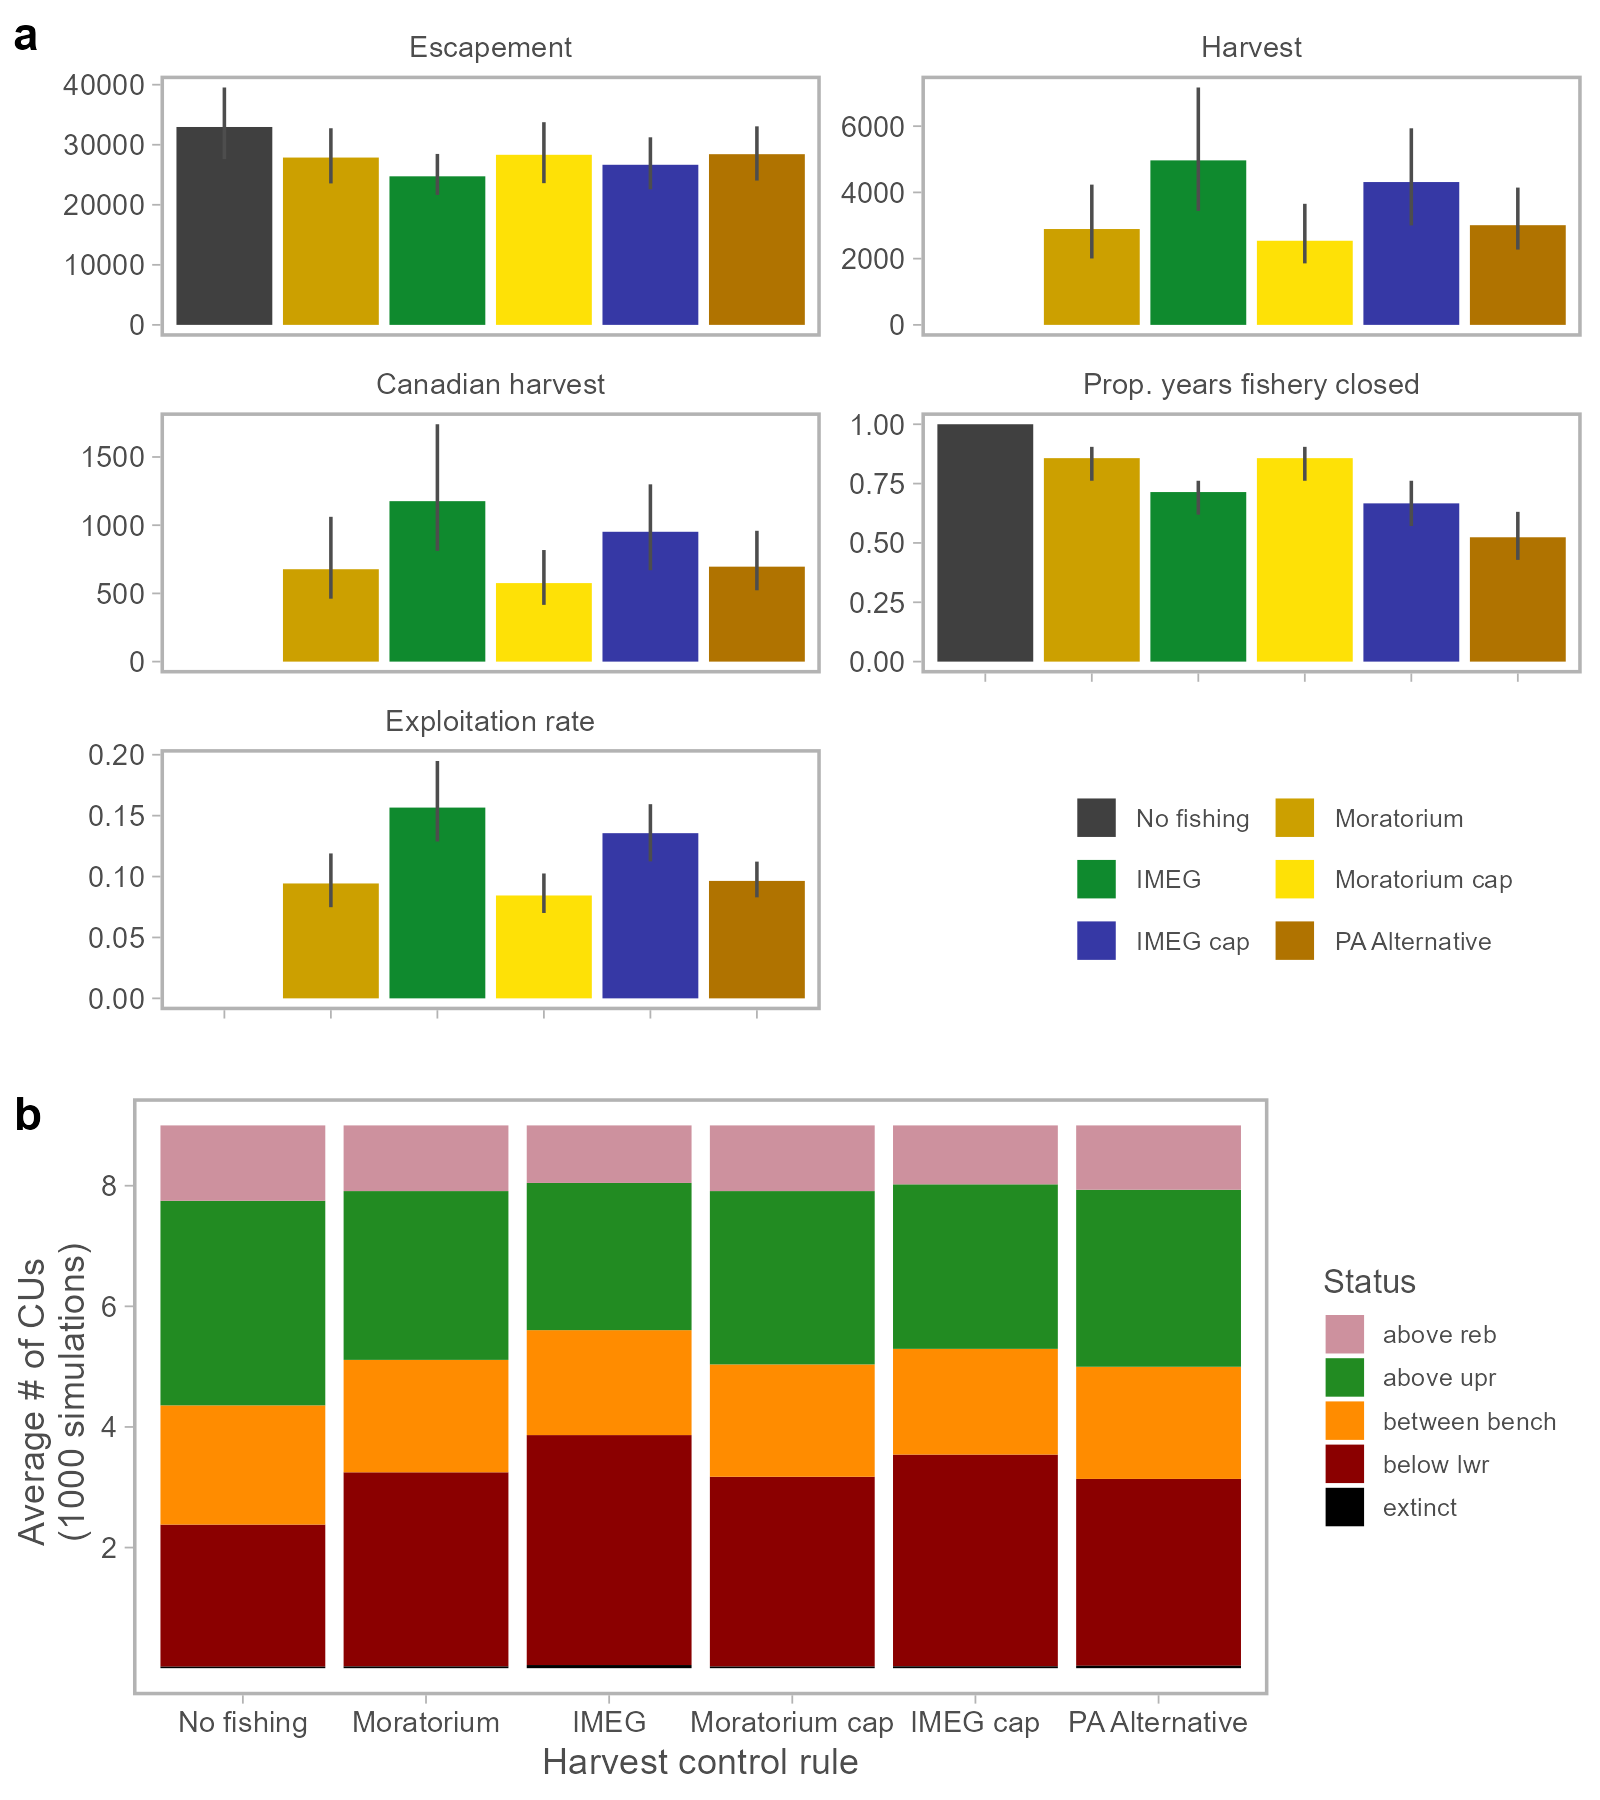 a
Escapement
40000
30000
20000
10000
0
Harvest
6000
4000
2000
0
Canadian harvest
1500
1000
500
0
Prop. years fishery closed
1.00
0.75
0.50
0.25
0.00
Exploitation rate
0.20
0.15
0.10
0.05
0.00
No fishing
Moratorium
IMEG
Moratorium cap
IMEG cap
PA Alternative
b
Average # of CUs
(1000 simulations)
8
6
4
2
No fishing
Moratorium
IMEG
Moratorium cap
IMEG cap
PA Alternative
Harvest control rule
Status
above reb
above upr
between bench
below lwr
extinct